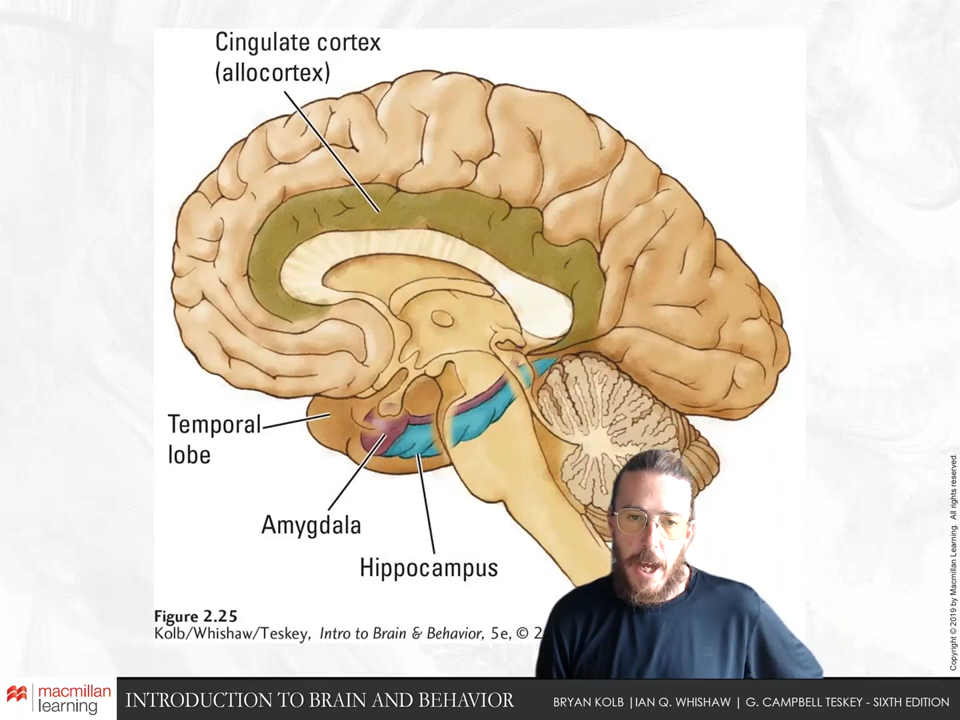 Cingulate cortex
(allocortex)
Temporal
lobe
Amygdala
Hippocampus
Figure 2.25
Kolb/Whishaw/Teskey, Intro to Brain & Behavior, 5e, © 2
Copyright © 2019 by Macmillan Learning. All rights reserved.
macmillan
learning
INTRODUCTION TO BRAIN AND BEHAVIOR
BRYAN KOLB |IAN Q. WHISHAW | G. CAMPBELL TESKEY - SIXTH EDITION